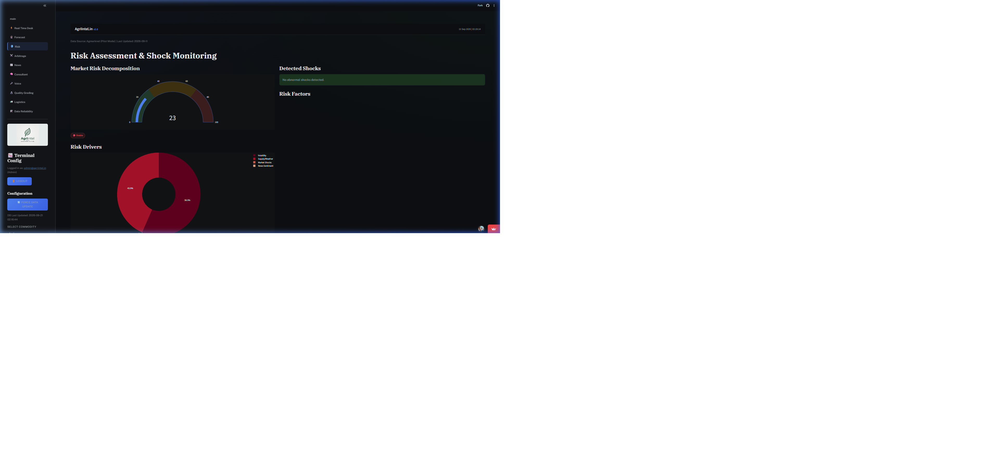 Fork
main
Real Time Desk
Forecast
Risk
Arbitrage
News
Consultant
Voice
Quality Grading
Logistics
Data Reliability
AgriIntel
Terminal
Config
Logged in as: admin@agriintel.in
(Admin)
LOGOUT
Configuration
FORCE DATA
UPDATE
DB Last Updated: 2026-09-21
02:16:44
SELECT COMMODITY
AgriIntel.in v2.0
21 Sep 2026 | 02:19:14
Data Source: Agmarknet (Pilot Mode) | Last Updated: 2026-09-11
Risk Assessment & Shock Monitoring
Market Risk Decomposition
0
20
40
60
80
100
23
Stable
Risk Drivers
43.5%
56.5%
Volatility
Supply/Weather
Market Shocks
News Sentiment
Detected Shocks
No abnormal shocks detected.
Risk Factors